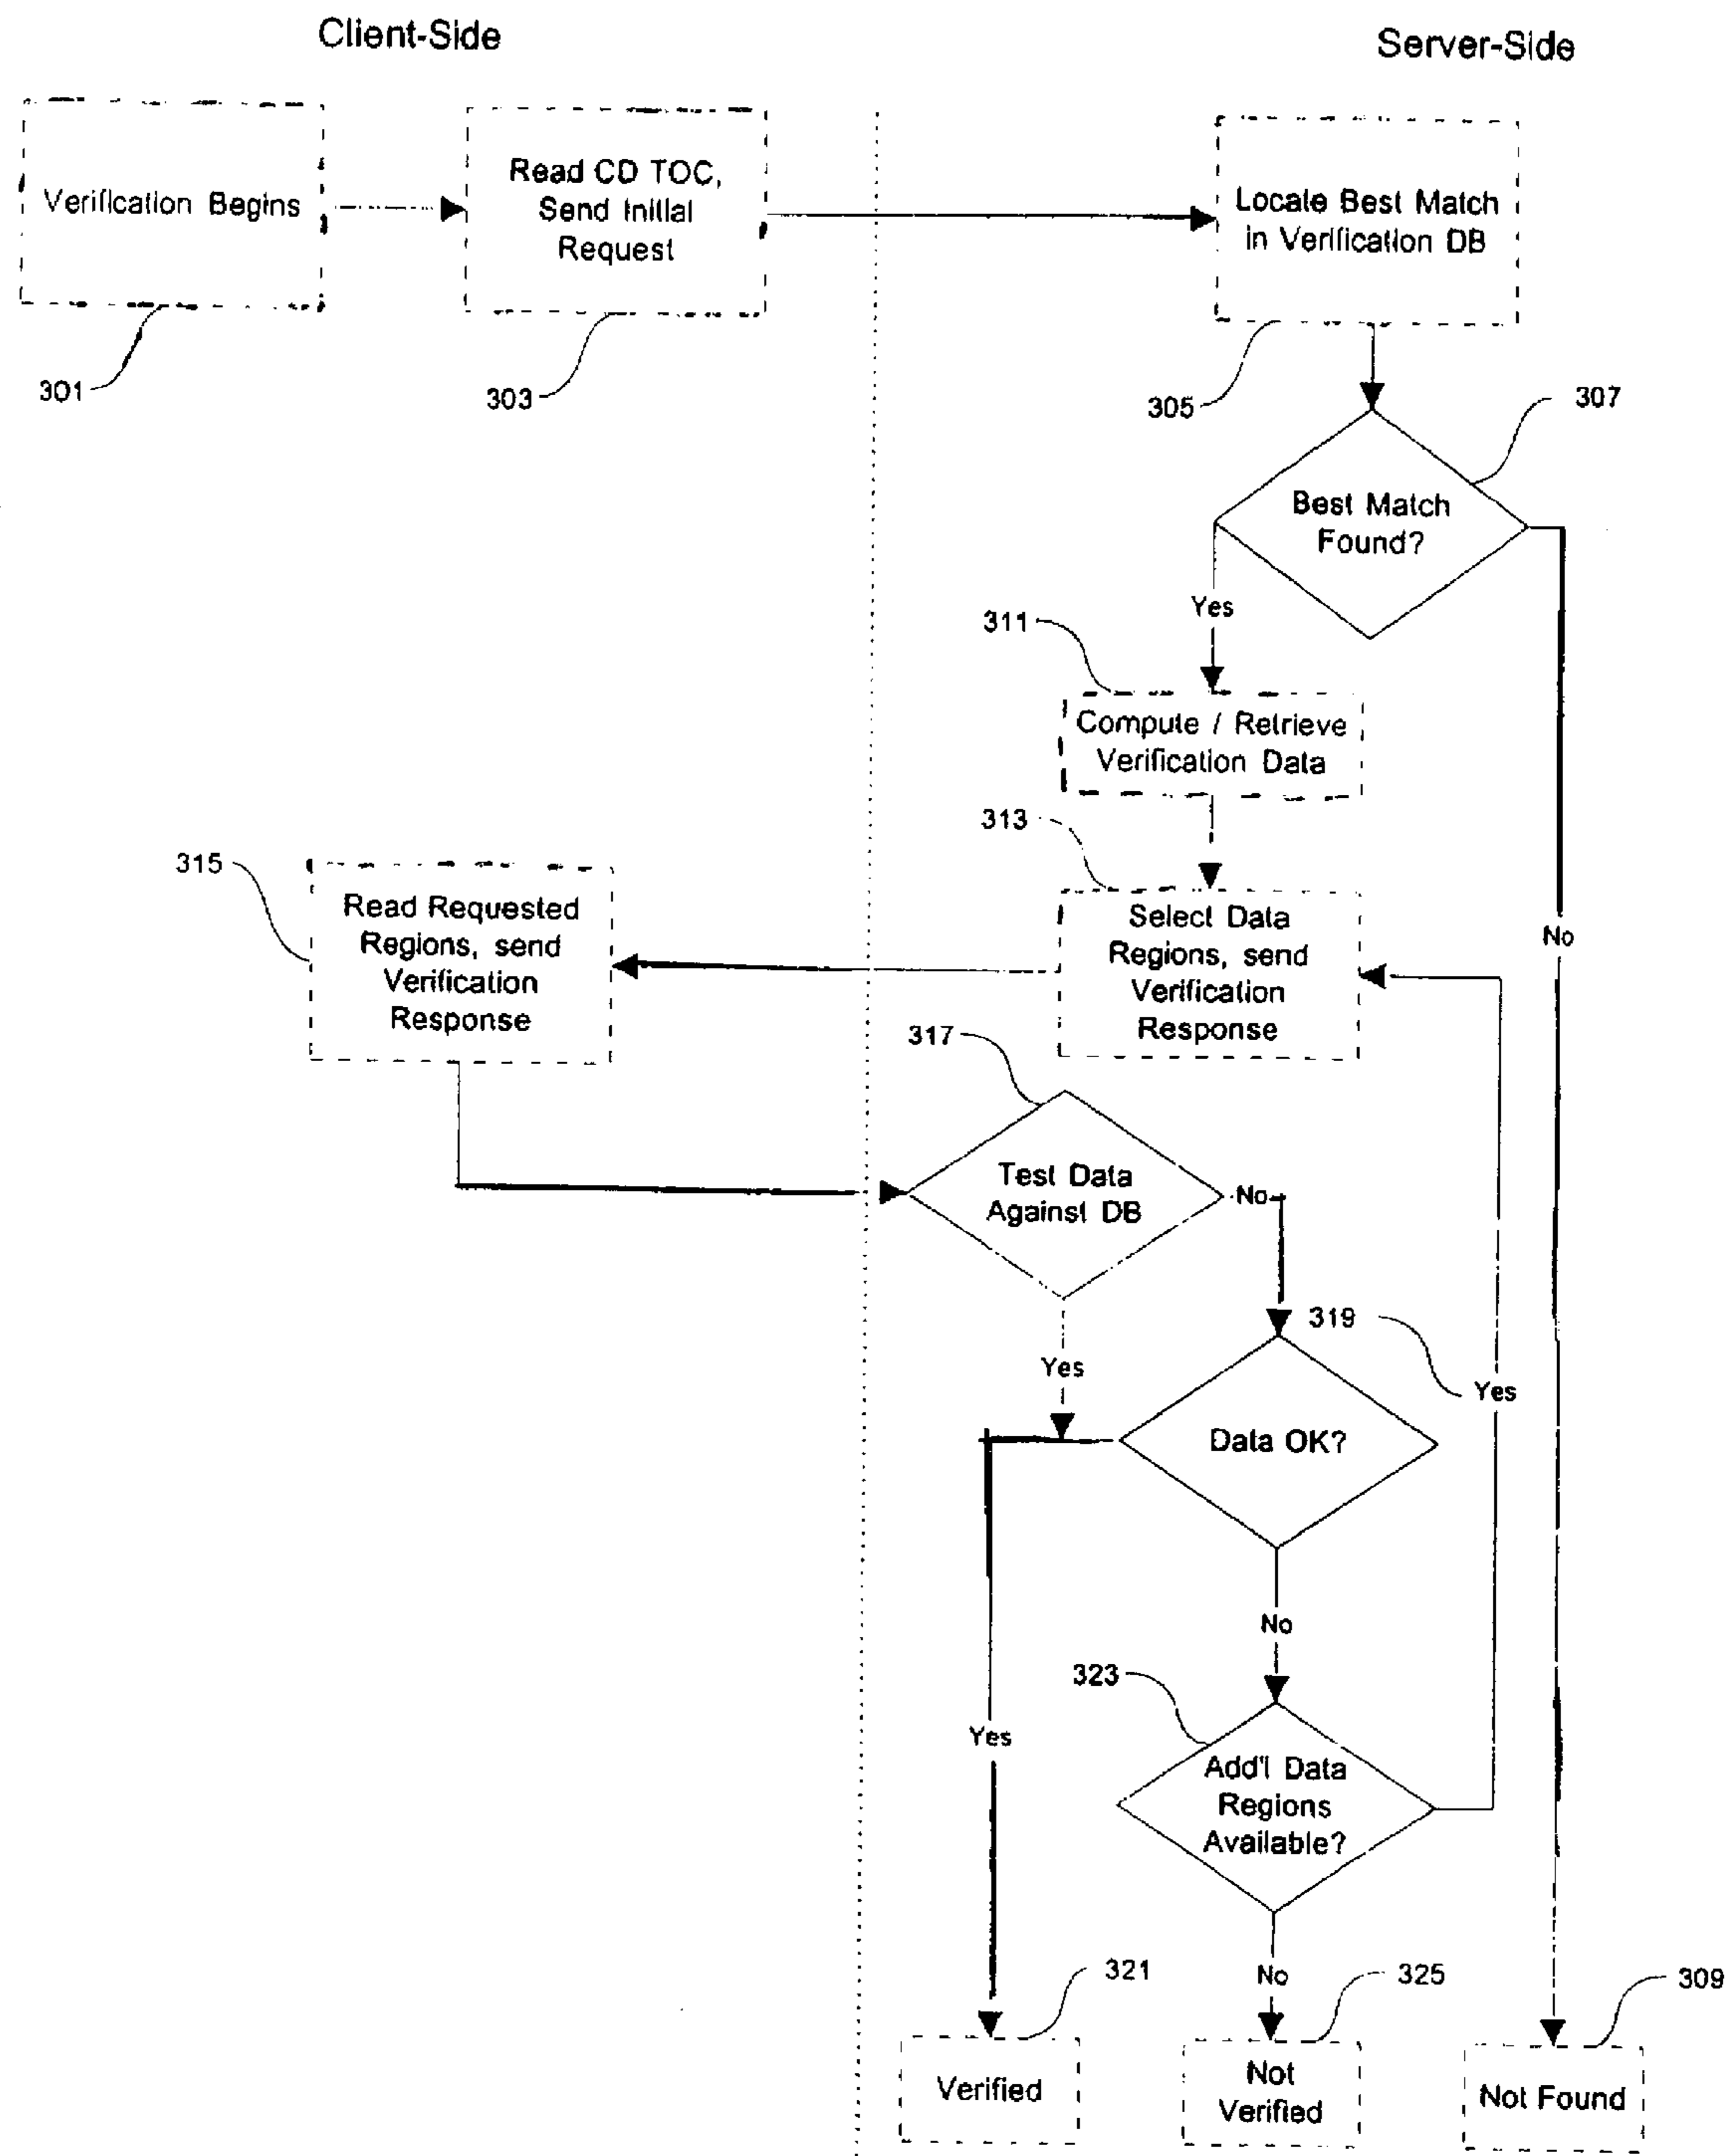 Client-Side
Server-Side
Verification Begins
Read CD TOC,
Send Initial
Request
Locate Best Match
in Verification DB
301
303
305
307
Best Match
Found?
Yes
311
Compute / Retrieve
Verification Data
313
315
Read Requested
Regions, send
Verification
Response
Select Data
Regions, send
Verification
Response
No
317
Test Data
Against DB
No
319
Yes
Yes
Data OK?
No
323
Yes
Add'l Data
Regions
Available?
No
321
325
309
Verified
Not
Verified
Not Found